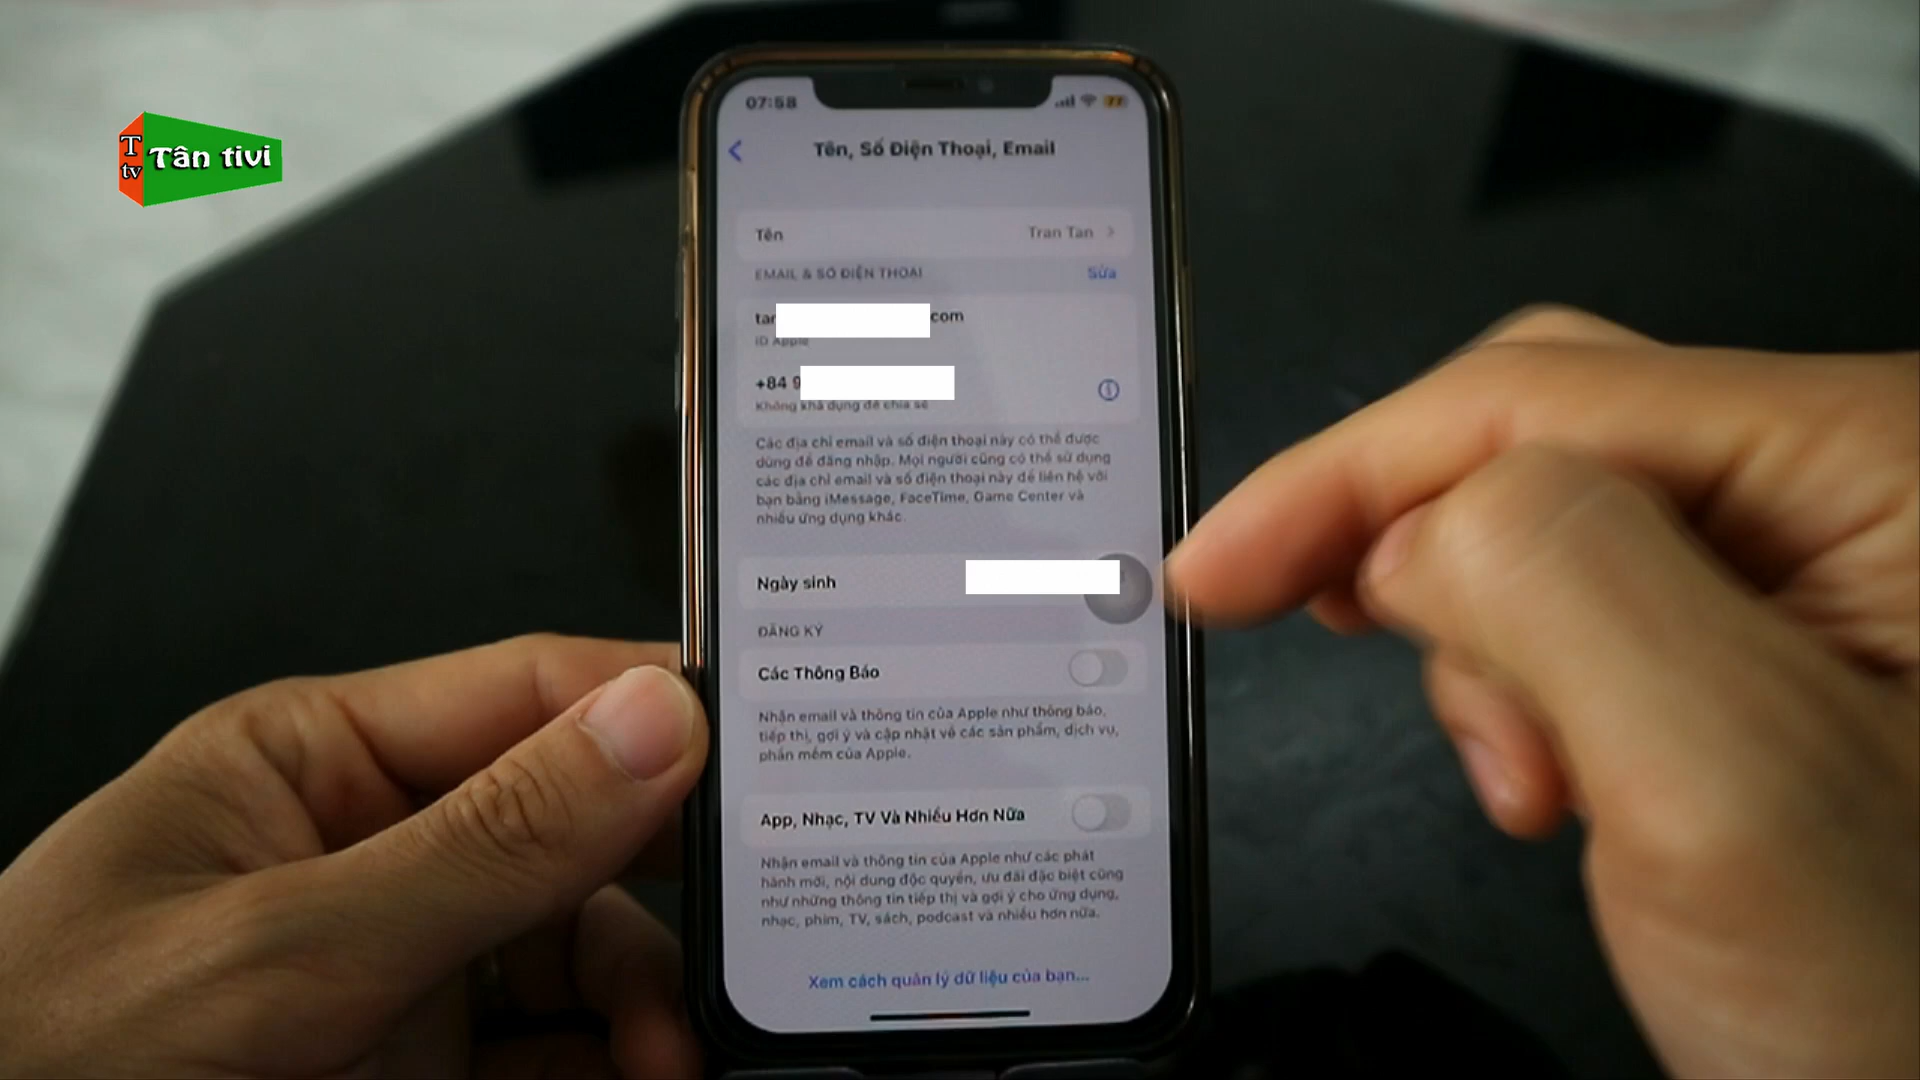 T
tv
Tân tivi
07:58
77
Tên, Số Điện Thoại, Email
Tên
Tran Tan
EMAIL & SỐ ĐIỆN THOẠI
Sửa
tan
com
ID Apple
+84 9
Không khả dụng để chia sẻ
Các địa chỉ email và số điện thoại này có thể được
dùng để đăng nhập. Mọi người cũng có thể sử dụng
các địa chỉ email và số điện thoại này để liên hệ với
bạn bằng iMessage, FaceTime, Game Center và
nhiều ứng dụng khác.
Ngày sinh
ĐĂNG KÝ
Các Thông Báo
Nhận email và thông tin của Apple như thông báo,
tiếp thị, gợi ý và cập nhật về các sản phẩm, dịch vụ,
phần mềm của Apple.
App, Nhạc, TV Và Nhiều Hơn Nữa
Nhận email và thông tin của Apple như các phát
hành mới, nội dung độc quyền, ưu đãi đặc biệt cũng
như những thông tin tiếp thị và gợi ý cho ứng dụng,
nhạc, phim, TV, sách, podcast và nhiều hơn nữa.
Xem cách quản lý dữ liệu của bạn...